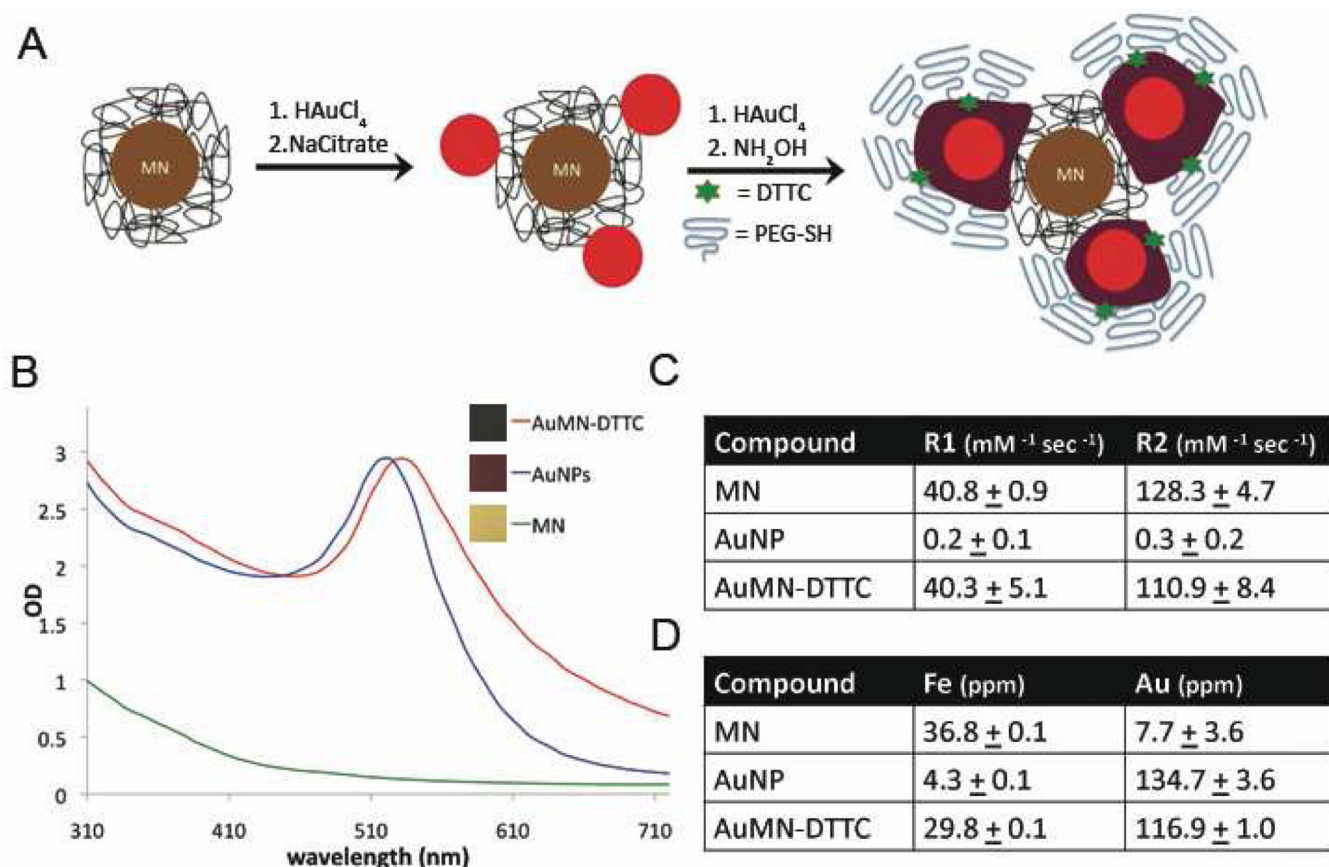 A
MN
1. HAuCl₄
2.NaCitrate
MN
1. HAuCl₄
2. NH₂OH
= DTTC
= PEG-SH
MN
B
OD
3
2.5
2
1.5
1
0.5
0
310 410 510 610 710
wavelength (nm)
AuMN-DTTC
AuNPs
MN
C
Compound R1 (mM ⁻¹ sec ⁻¹) R2 (mM ⁻¹ sec ⁻¹)
MN 40.8 ± 0.9 128.3 ± 4.7
AuNP 0.2 ± 0.1 0.3 ± 0.2
AuMN-DTTC 40.3 ± 5.1 110.9 ± 8.4
D
Compound Fe (ppm) Au (ppm)
MN 36.8 ± 0.1 7.7 ± 3.6
AuNP 4.3 ± 0.1 134.7 ± 3.6
AuMN-DTTC 29.8 ± 0.1 116.9 ± 1.0